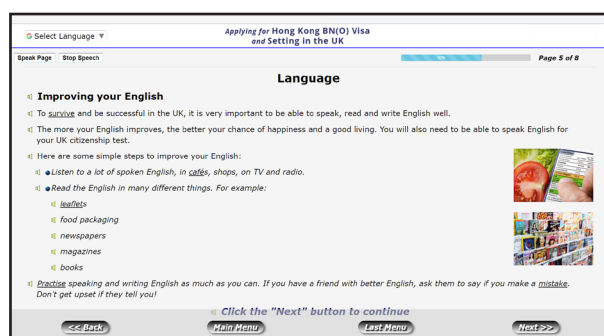 Select Language ▼
Applying for Hong Kong BN(O) Visa
and Setting in the UK
Speak Page Stop Speech
Page 5 of 8
Language
Improving your English
To survive and be successful in the UK, it is very important to be able to speak, read and write English well.
The more your English improves, the better your chance of happiness and a good living. You will also need to be able to speak English for
your UK citizenship test.
Here are some simple steps to improve your English:
●Listen to a lot of spoken English, in cafés, shops, on TV and radio.
●Read the English in many different things. For example:
leaflets
food packaging
newspapers
magazines
books
Practise speaking and writing English as much as you can. If you have a friend with better English, ask them to say if you make a mistake.
Don't get upset if they tell you!
Click the "Next" button to continue
<< Back Main Menu Last Menu Next >>